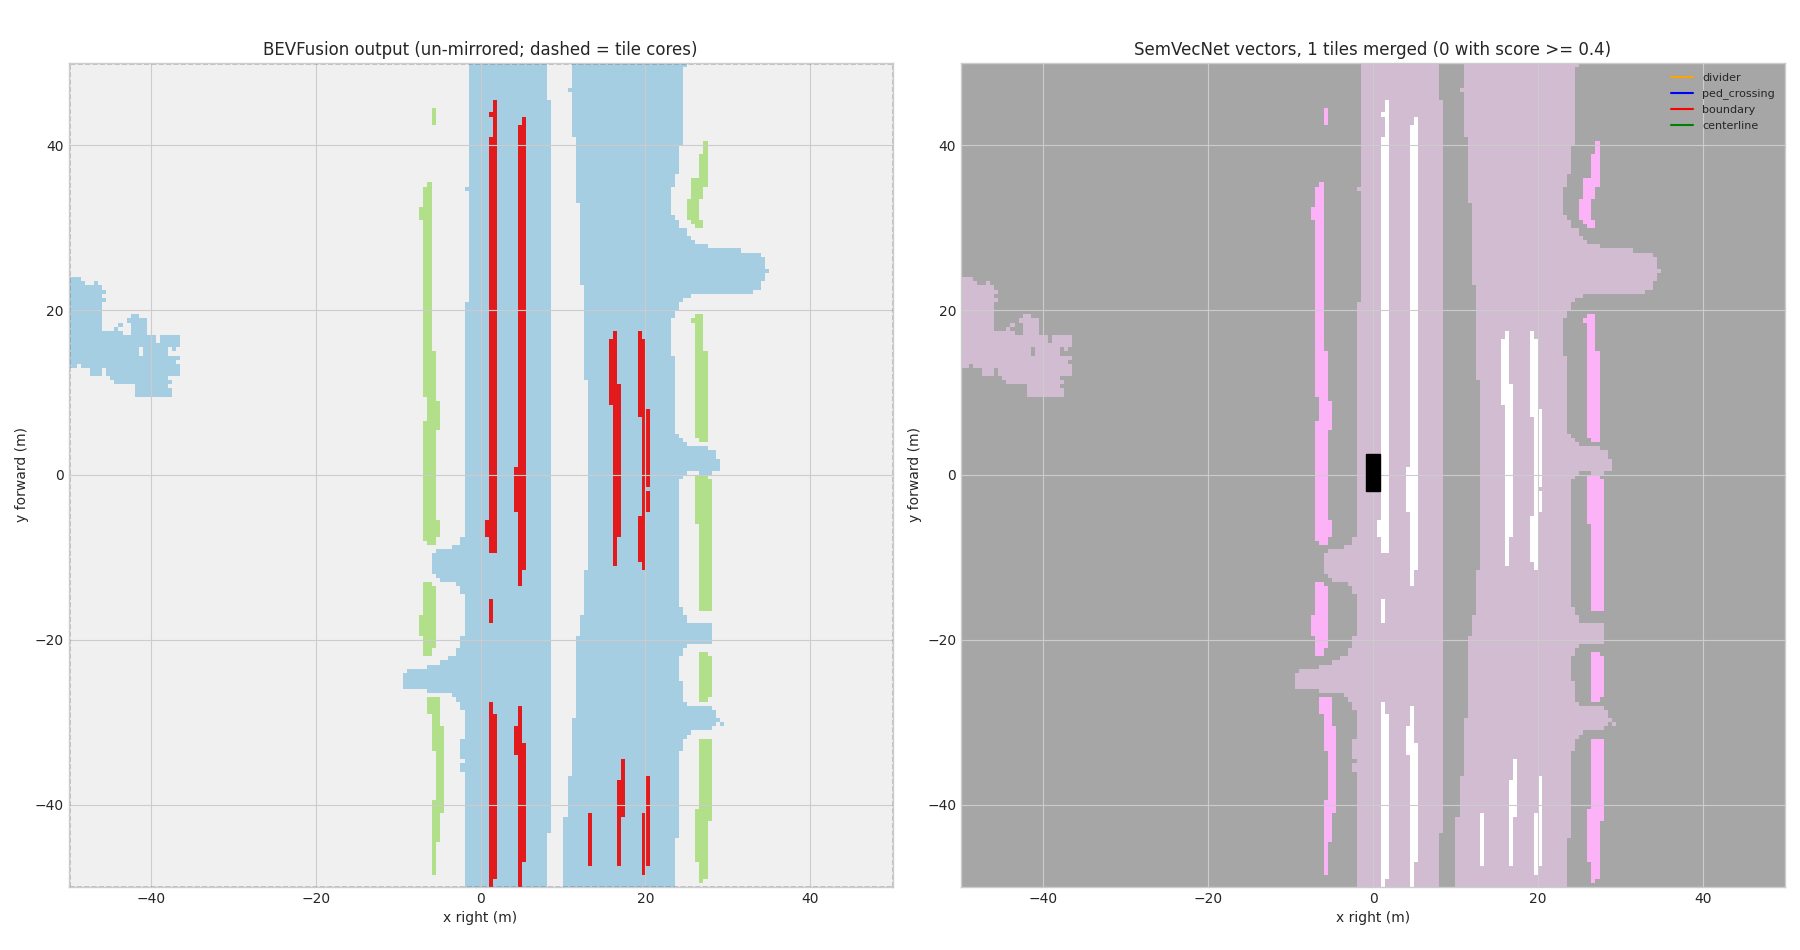 BEVFusion output (un-mirrored; dashed = tile cores)
40
20
0
−20
−40
−40
−20
0
20
40
x right (m)
y forward (m)
SemVecNet vectors, 1 tiles merged (0 with score >= 0.4)
divider
ped_crossing
boundary
centerline
40
20
0
−20
−40
−40
−20
0
20
40
x right (m)
y forward (m)